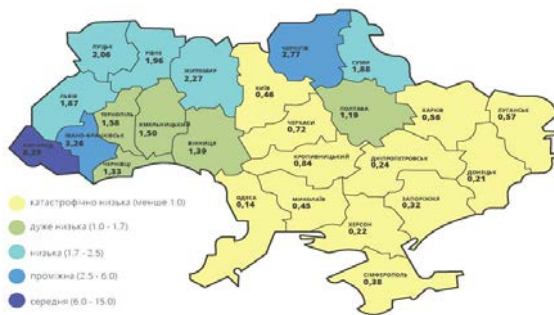 ЛУЦЬК
2,06
РІВНЕ
1,96
ЖИТОМИР
2,27
ЧЕРНІГІВ
2,77
СУМИ
1,88
ЛЬВІВ
1,87
ТЕРНОПІЛЬ
1,58
ХМЕЛЬНИЦЬКИЙ
1,50
КИЇВ
0,46
ПОЛТАВА
1,19
ХАРКІВ
0,56
ЛУГАНСЬК
0,57
ІВАНО-ФРАНКІВСЬК
3,26
ЧЕРНІВЦІ
1,33
ВІННИЦЯ
1,39
ЧЕРКАСИ
0,72
КРОПИВНИЦЬКИЙ
0,84
ДНІПРОПЕТРОВСЬК
0,24
ДОНЕЦЬК
0,21
ОДЕСА
0,14
МИКОЛАЇВ
0,45
ЗАПОРІЖЖЯ
0,32
ХЕРСОН
0,22
СІМФЕРОПОЛЬ
0,38
катастрофічно низька (менше 1.0)
дуже низька (1.0 - 1.7)
низька (1.7 - 2.5)
проміжна (2.5 - 6.0)
середня (6.0 - 15.0)